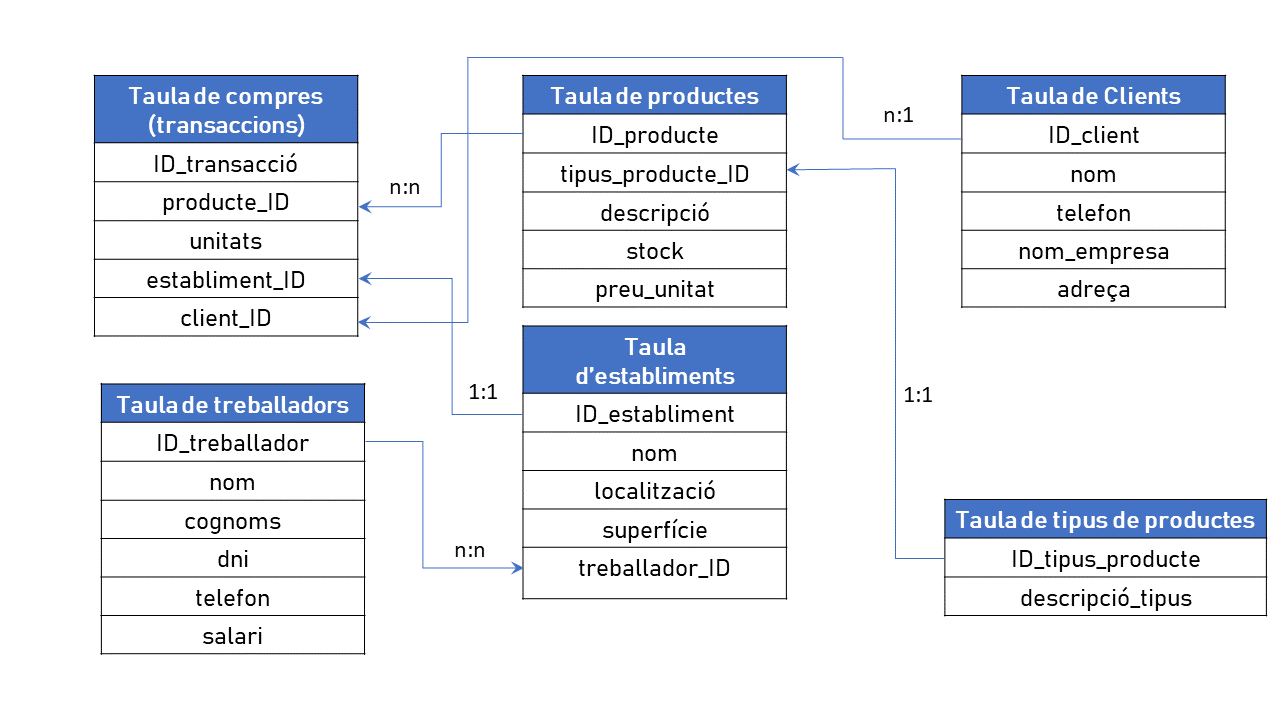 Taula de compres
(transaccions)
ID_transacció
producte_ID
unitats
establiment_ID
client_ID
n:n
Taula de productes
ID_producte
tipus_producte_ID
descripció
stock
preu_unitat
n:1
Taula de Clients
ID_client
nom
telefon
nom_empresa
adreça
Taula de treballadors
ID_treballador
nom
cognoms
dni
telefon
salari
1:1
n:n
Taula
d’establiments
ID_establiment
nom
localització
superfície
treballador_ID
1:1
Taula de tipus de productes
ID_tipus_producte
descripció_tipus